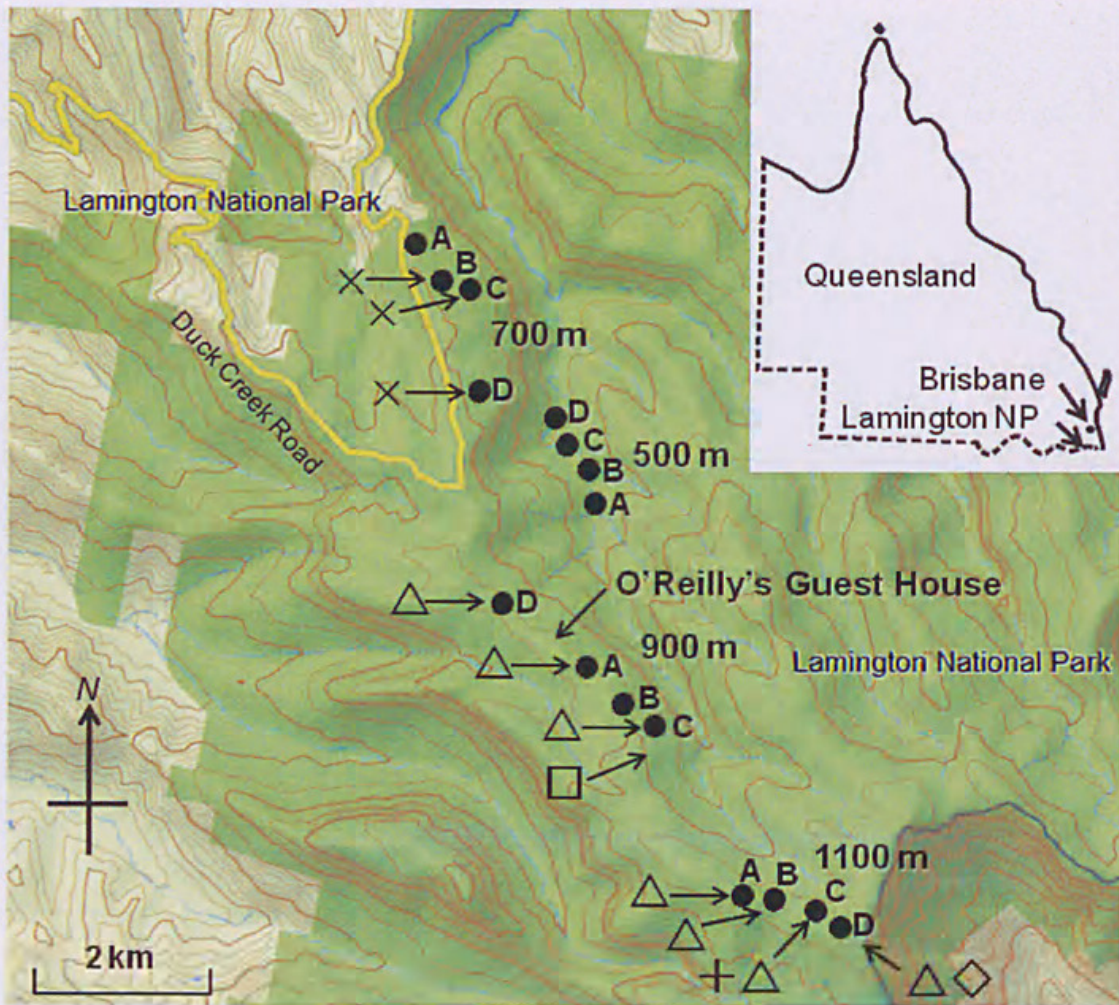 Queensland
Brisbane
Lamington NP
Lamington National Park
A
B
C
700 m
Duck Creek Road
D
D
C
500 m
B
A
D
O'Reilly's Guest House
900 m
A
Lamington National Park
B
C
N
1100 m
A
B
C
D
2 km